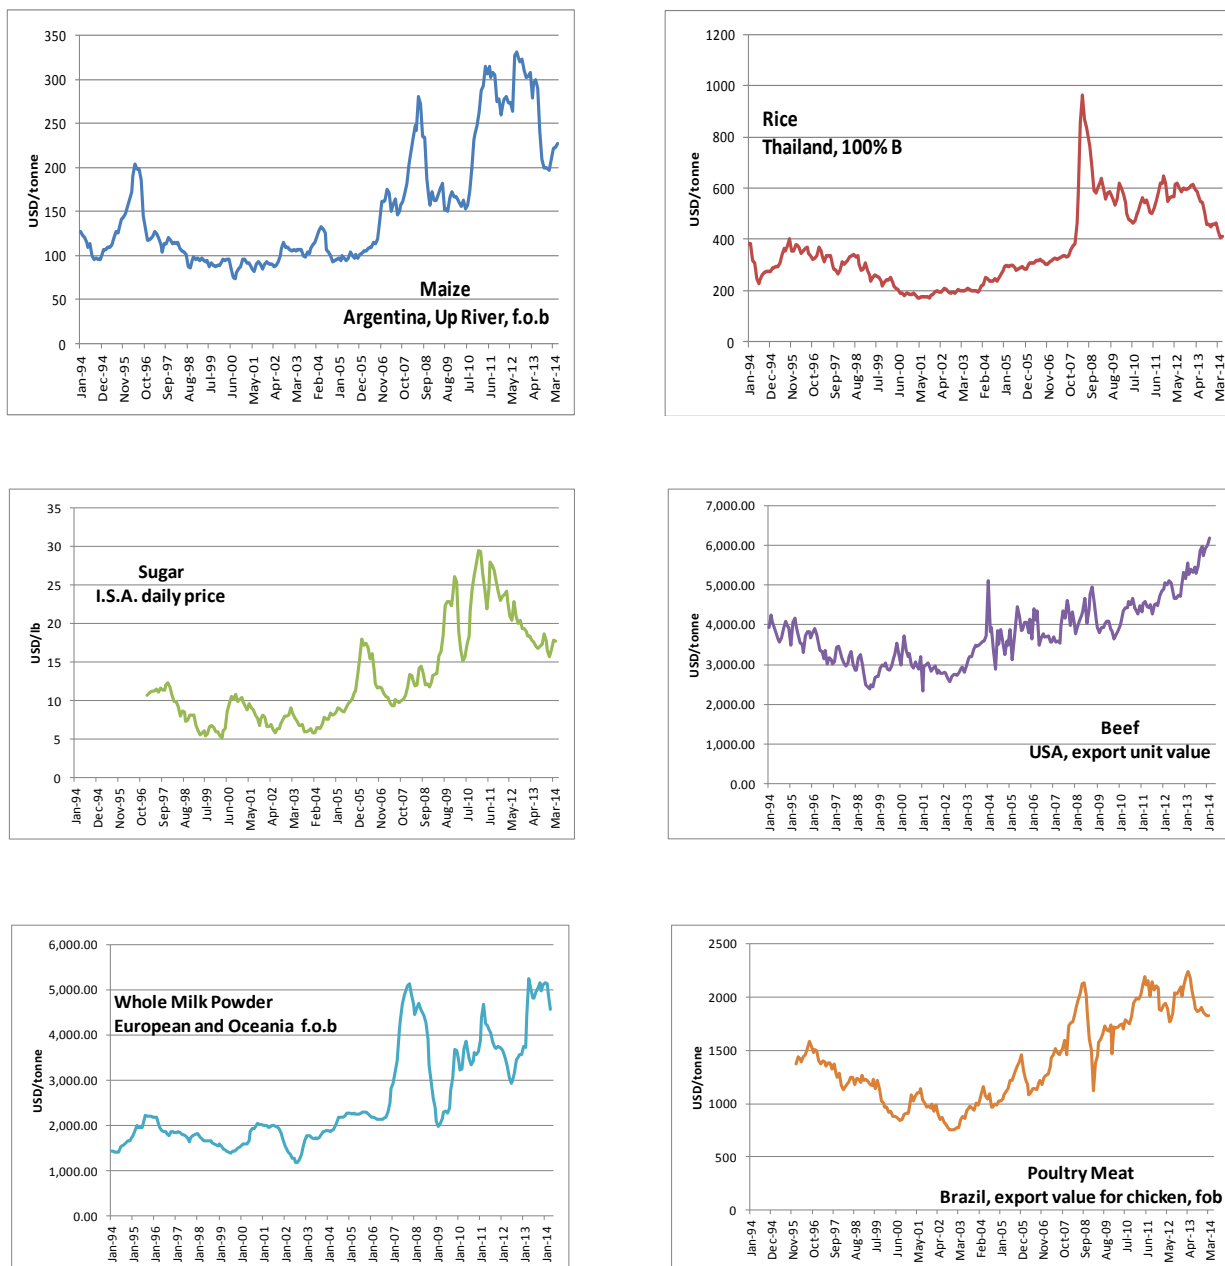 350
300
250
200
150
100
50
0
USD/tonne
Maize
Argentina, Up River, f.o.b
Jan-94
Dec-94
Nov-95
Oct-96
Sep-97
Aug-98
Jul-99
Jun-00
May-01
Apr-02
Mar-03
Feb-04
Jan-05
Dec-05
Nov-06
Oct-07
Sep-08
Aug-09
Jul-10
Jun-11
May-12
Apr-13
Mar-14
1200
1000
800
600
400
200
0
USD/tonne
Rice
Thailand, 100% B
Jan-94
Dec-94
Nov-95
Oct-96
Sep-97
Aug-98
Jul-99
Jun-00
May-01
Apr-02
Mar-03
Feb-04
Jan-05
Dec-05
Nov-06
Oct-07
Sep-08
Aug-09
Jul-10
Jun-11
May-12
Apr-13
Mar-14
35
30
25
20
15
10
5
0
USD/lb
Sugar
I.S.A. daily price
Jan-94
Dec-94
Nov-95
Oct-96
Sep-97
Aug-98
Jul-99
Jun-00
May-01
Apr-02
Mar-03
Feb-04
Jan-05
Dec-05
Nov-06
Oct-07
Sep-08
Aug-09
Jul-10
Jun-11
May-12
Apr-13
Mar-14
7,000.00
6,000.00
5,000.00
4,000.00
3,000.00
2,000.00
1,000.00
0.00
USD/tonne
Beef
USA, export unit value
Jan-94
Jan-95
Jan-96
Jan-97
Jan-98
Jan-99
Jan-00
Jan-01
Jan-02
Jan-03
Jan-04
Jan-05
Jan-06
Jan-07
Jan-08
Jan-09
Jan-10
Jan-11
Jan-12
Jan-13
Jan-14
6,000.00
5,000.00
4,000.00
3,000.00
2,000.00
1,000.00
0.00
USD/tonne
Whole Milk Powder
European and Oceania f.o.b
Jan-94
Jan-95
Jan-96
Jan-97
Jan-98
Jan-99
Jan-00
Jan-01
Jan-02
Jan-03
Jan-04
Jan-05
Jan-06
Jan-07
Jan-08
Jan-09
Jan-10
Jan-11
Jan-12
Jan-13
Jan-14
2500
2000
1500
1000
500
0
USD/tonne
Poultry Meat
Brazil, export value for chicken, fob
Jan-94
Dec-94
Nov-95
Oct-96
Sep-97
Aug-98
Jul-99
Jun-00
May-01
Apr-02
Mar-03
Feb-04
Jan-05
Dec-05
Nov-06
Oct-07
Sep-08
Aug-09
Jul-10
Jun-11
May-12
Apr-13
Mar-14